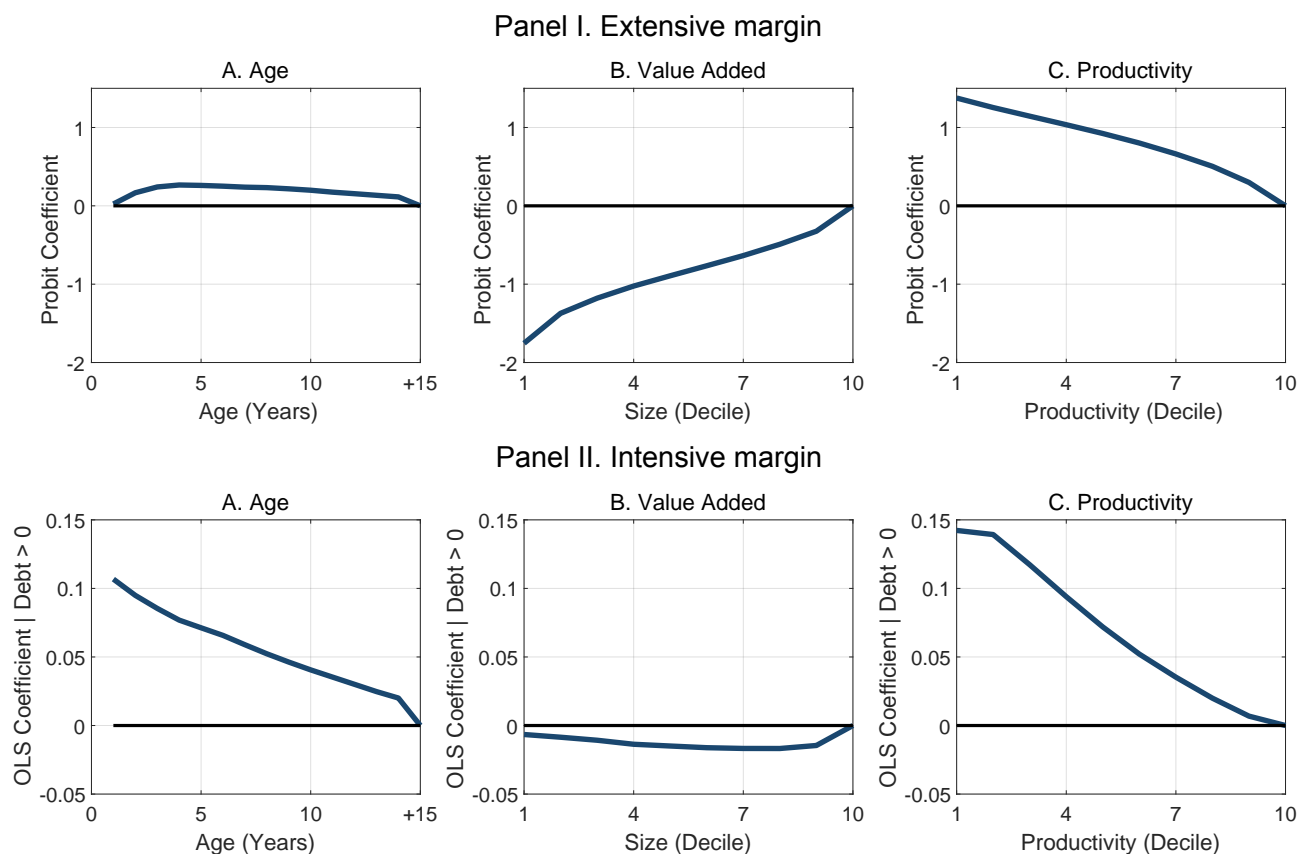 Panel I. Extensive margin
A. Age
Probit Coefficient
1
0
-1
-2
0 5 10 +15
Age (Years)
B. Value Added
Probit Coefficient
1
0
-1
-2
1 4 7 10
Size (Decile)
C. Productivity
Probit Coefficient
1
0
-1
-2
1 4 7 10
Productivity (Decile)
Panel II. Intensive margin
A. Age
OLS Coefficient | Debt > 0
0.15
0.1
0.05
0
-0.05
0 5 10 +15
Age (Years)
B. Value Added
OLS Coefficient | Debt > 0
0.15
0.1
0.05
0
-0.05
1 4 7 10
Size (Decile)
C. Productivity
OLS Coefficient | Debt > 0
0.15
0.1
0.05
0
-0.05
1 4 7 10
Productivity (Decile)